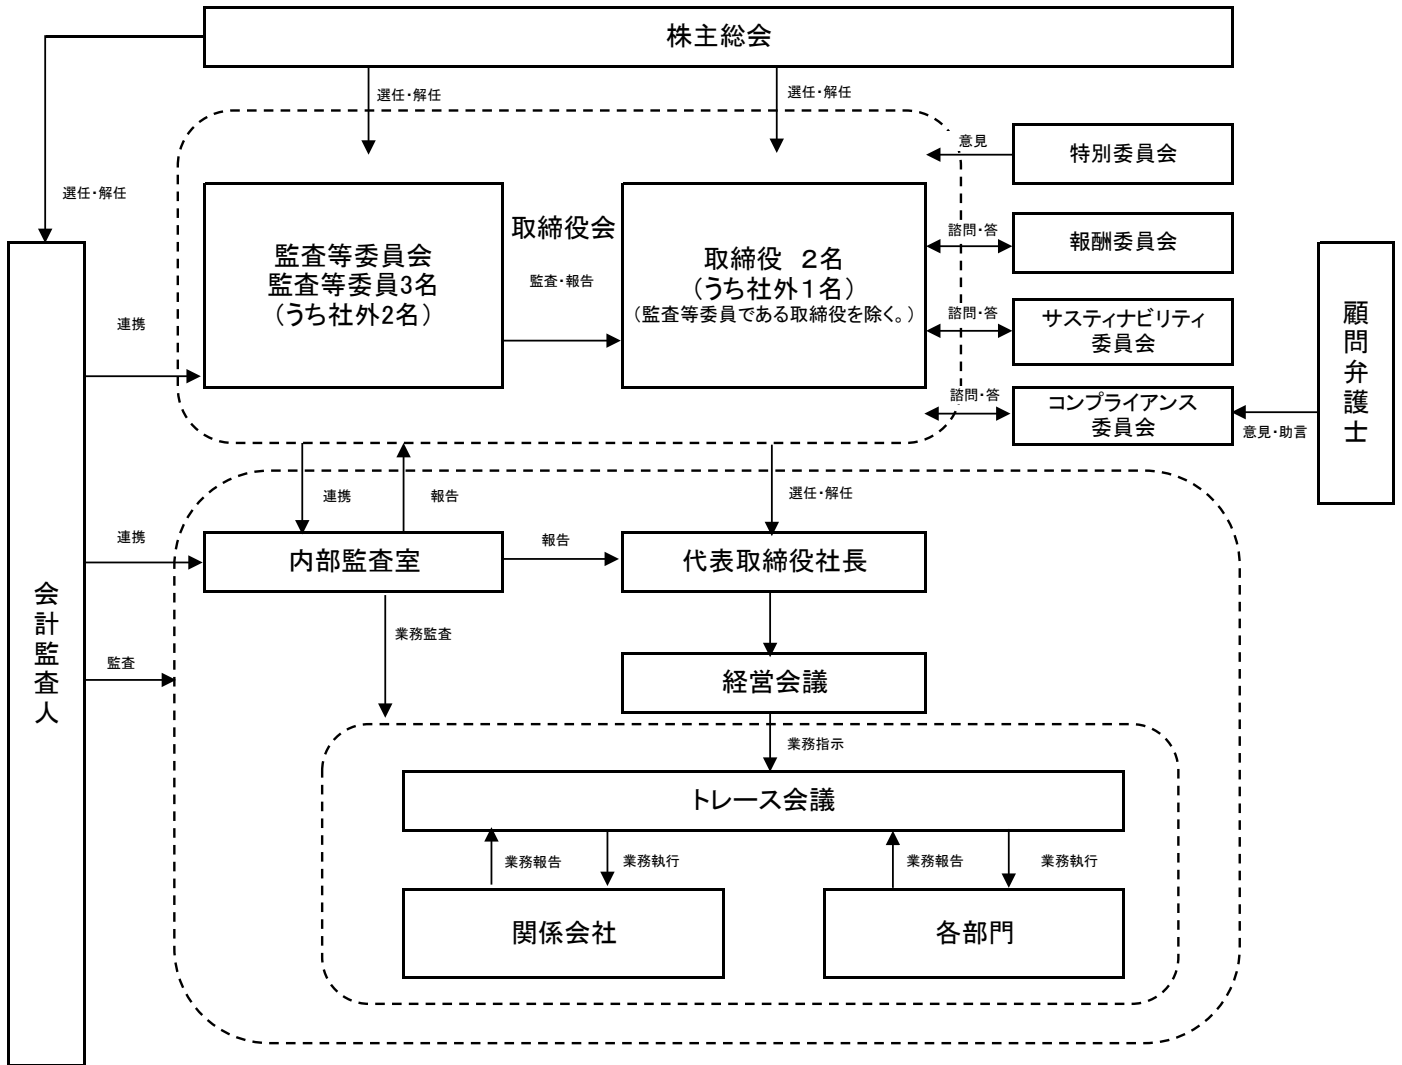 株主総会
選任・解任
選任・解任
選任・解任
意見
特別委員会
取締役会
監査等委員会
監査等委員3名
（うち社外2名）
監査・報告
取締役　２名
（うち社外１名）
（監査等委員である取締役を除く。）
諮問・答
報酬委員会
諮問・答
サスティナビリティ
委員会
諮問・答
コンプライアンス
委員会
意見・助言
顧問弁護士
連携
連携
報告
選任・解任
連携
内部監査室
報告
代表取締役社長
会計監査人
業務監査
監査
経営会議
業務指示
トレース会議
業務報告
業務執行
業務報告
業務執行
関係会社
各部門